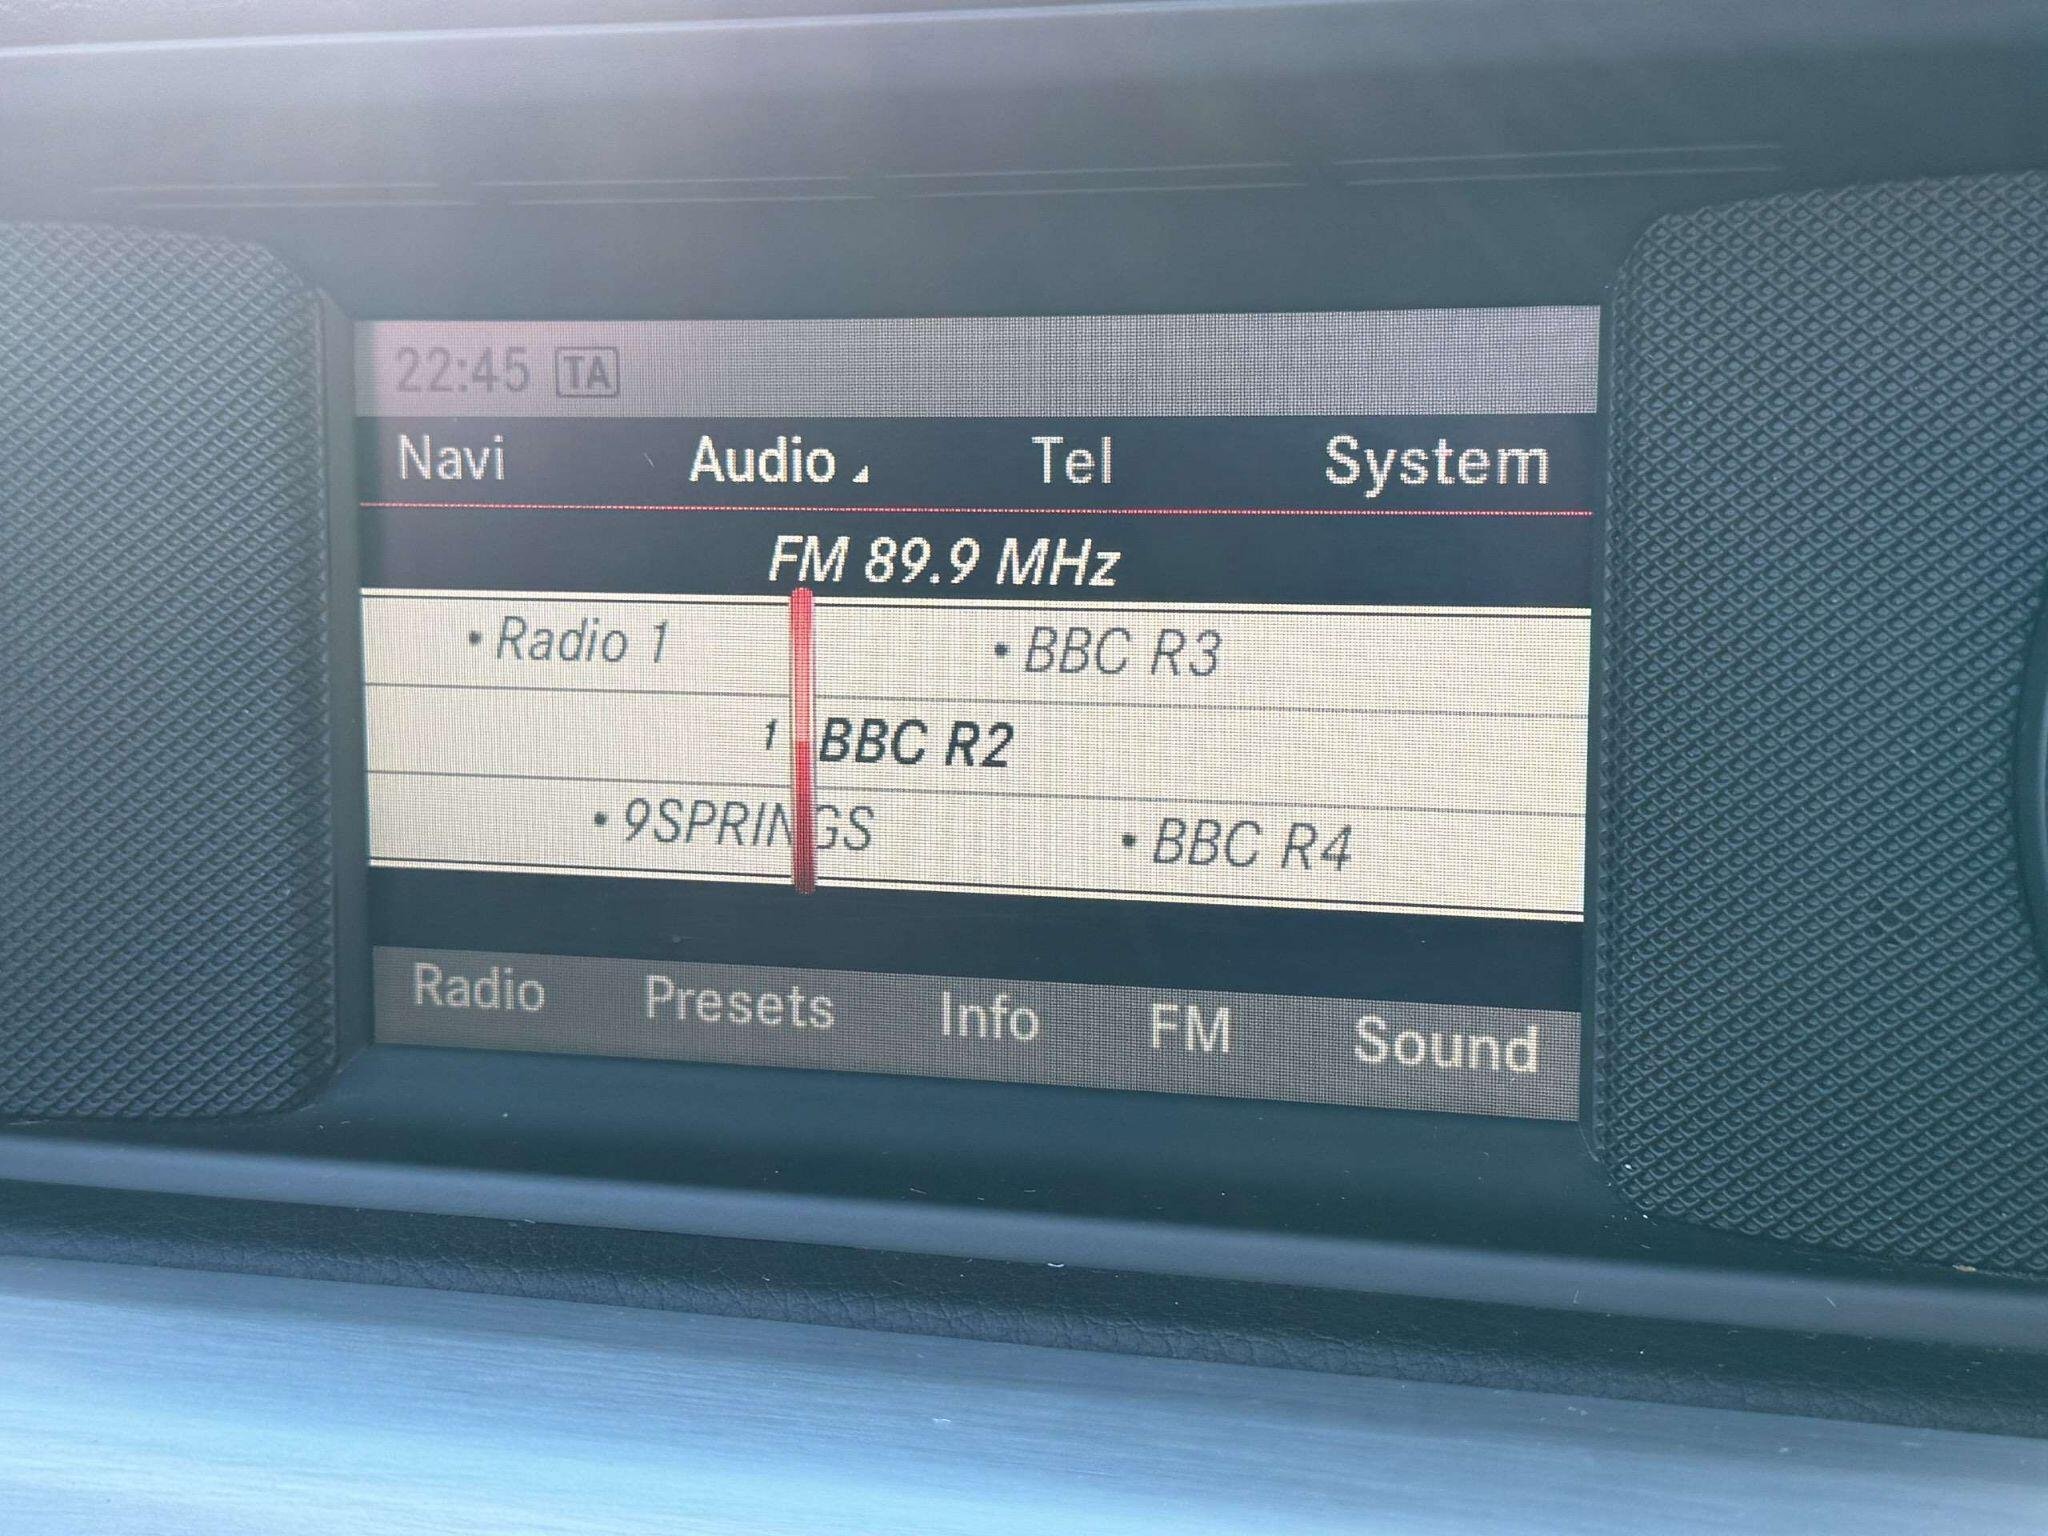 22:45 TA
Navi Audio Tel System
FM 89.9 MHz
• Radio 1 • BBC R3
1 BBC R2
• 9SPRINGS • BBC R4
Radio Presets Info FM Sound